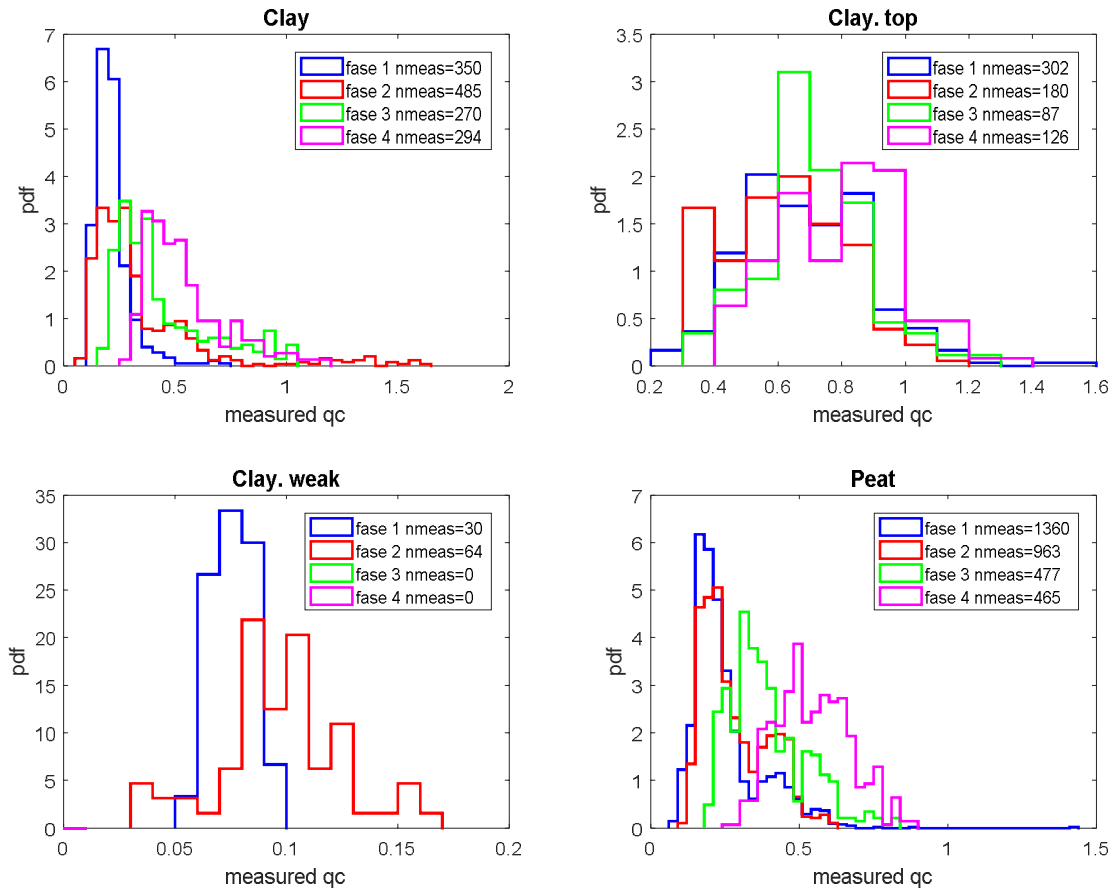 Clay
7
6
5
4
3
2
1
0
pdf
0
0.5
1
1.5
2
measured qc
fase 1 nmeas=350
fase 2 nmeas=485
fase 3 nmeas=270
fase 4 nmeas=294
Clay. top
3.5
3
2.5
2
1.5
1
0.5
0
pdf
0.2
0.4
0.6
0.8
1
1.2
1.4
1.6
measured qc
fase 1 nmeas=302
fase 2 nmeas=180
fase 3 nmeas=87
fase 4 nmeas=126
Clay. weak
35
30
25
20
15
10
5
0
pdf
0
0.05
0.1
0.15
0.2
measured qc
fase 1 nmeas=30
fase 2 nmeas=64
fase 3 nmeas=0
fase 4 nmeas=0
Peat
7
6
5
4
3
2
1
0
pdf
0
0.5
1
1.5
measured qc
fase 1 nmeas=1360
fase 2 nmeas=963
fase 3 nmeas=477
fase 4 nmeas=465